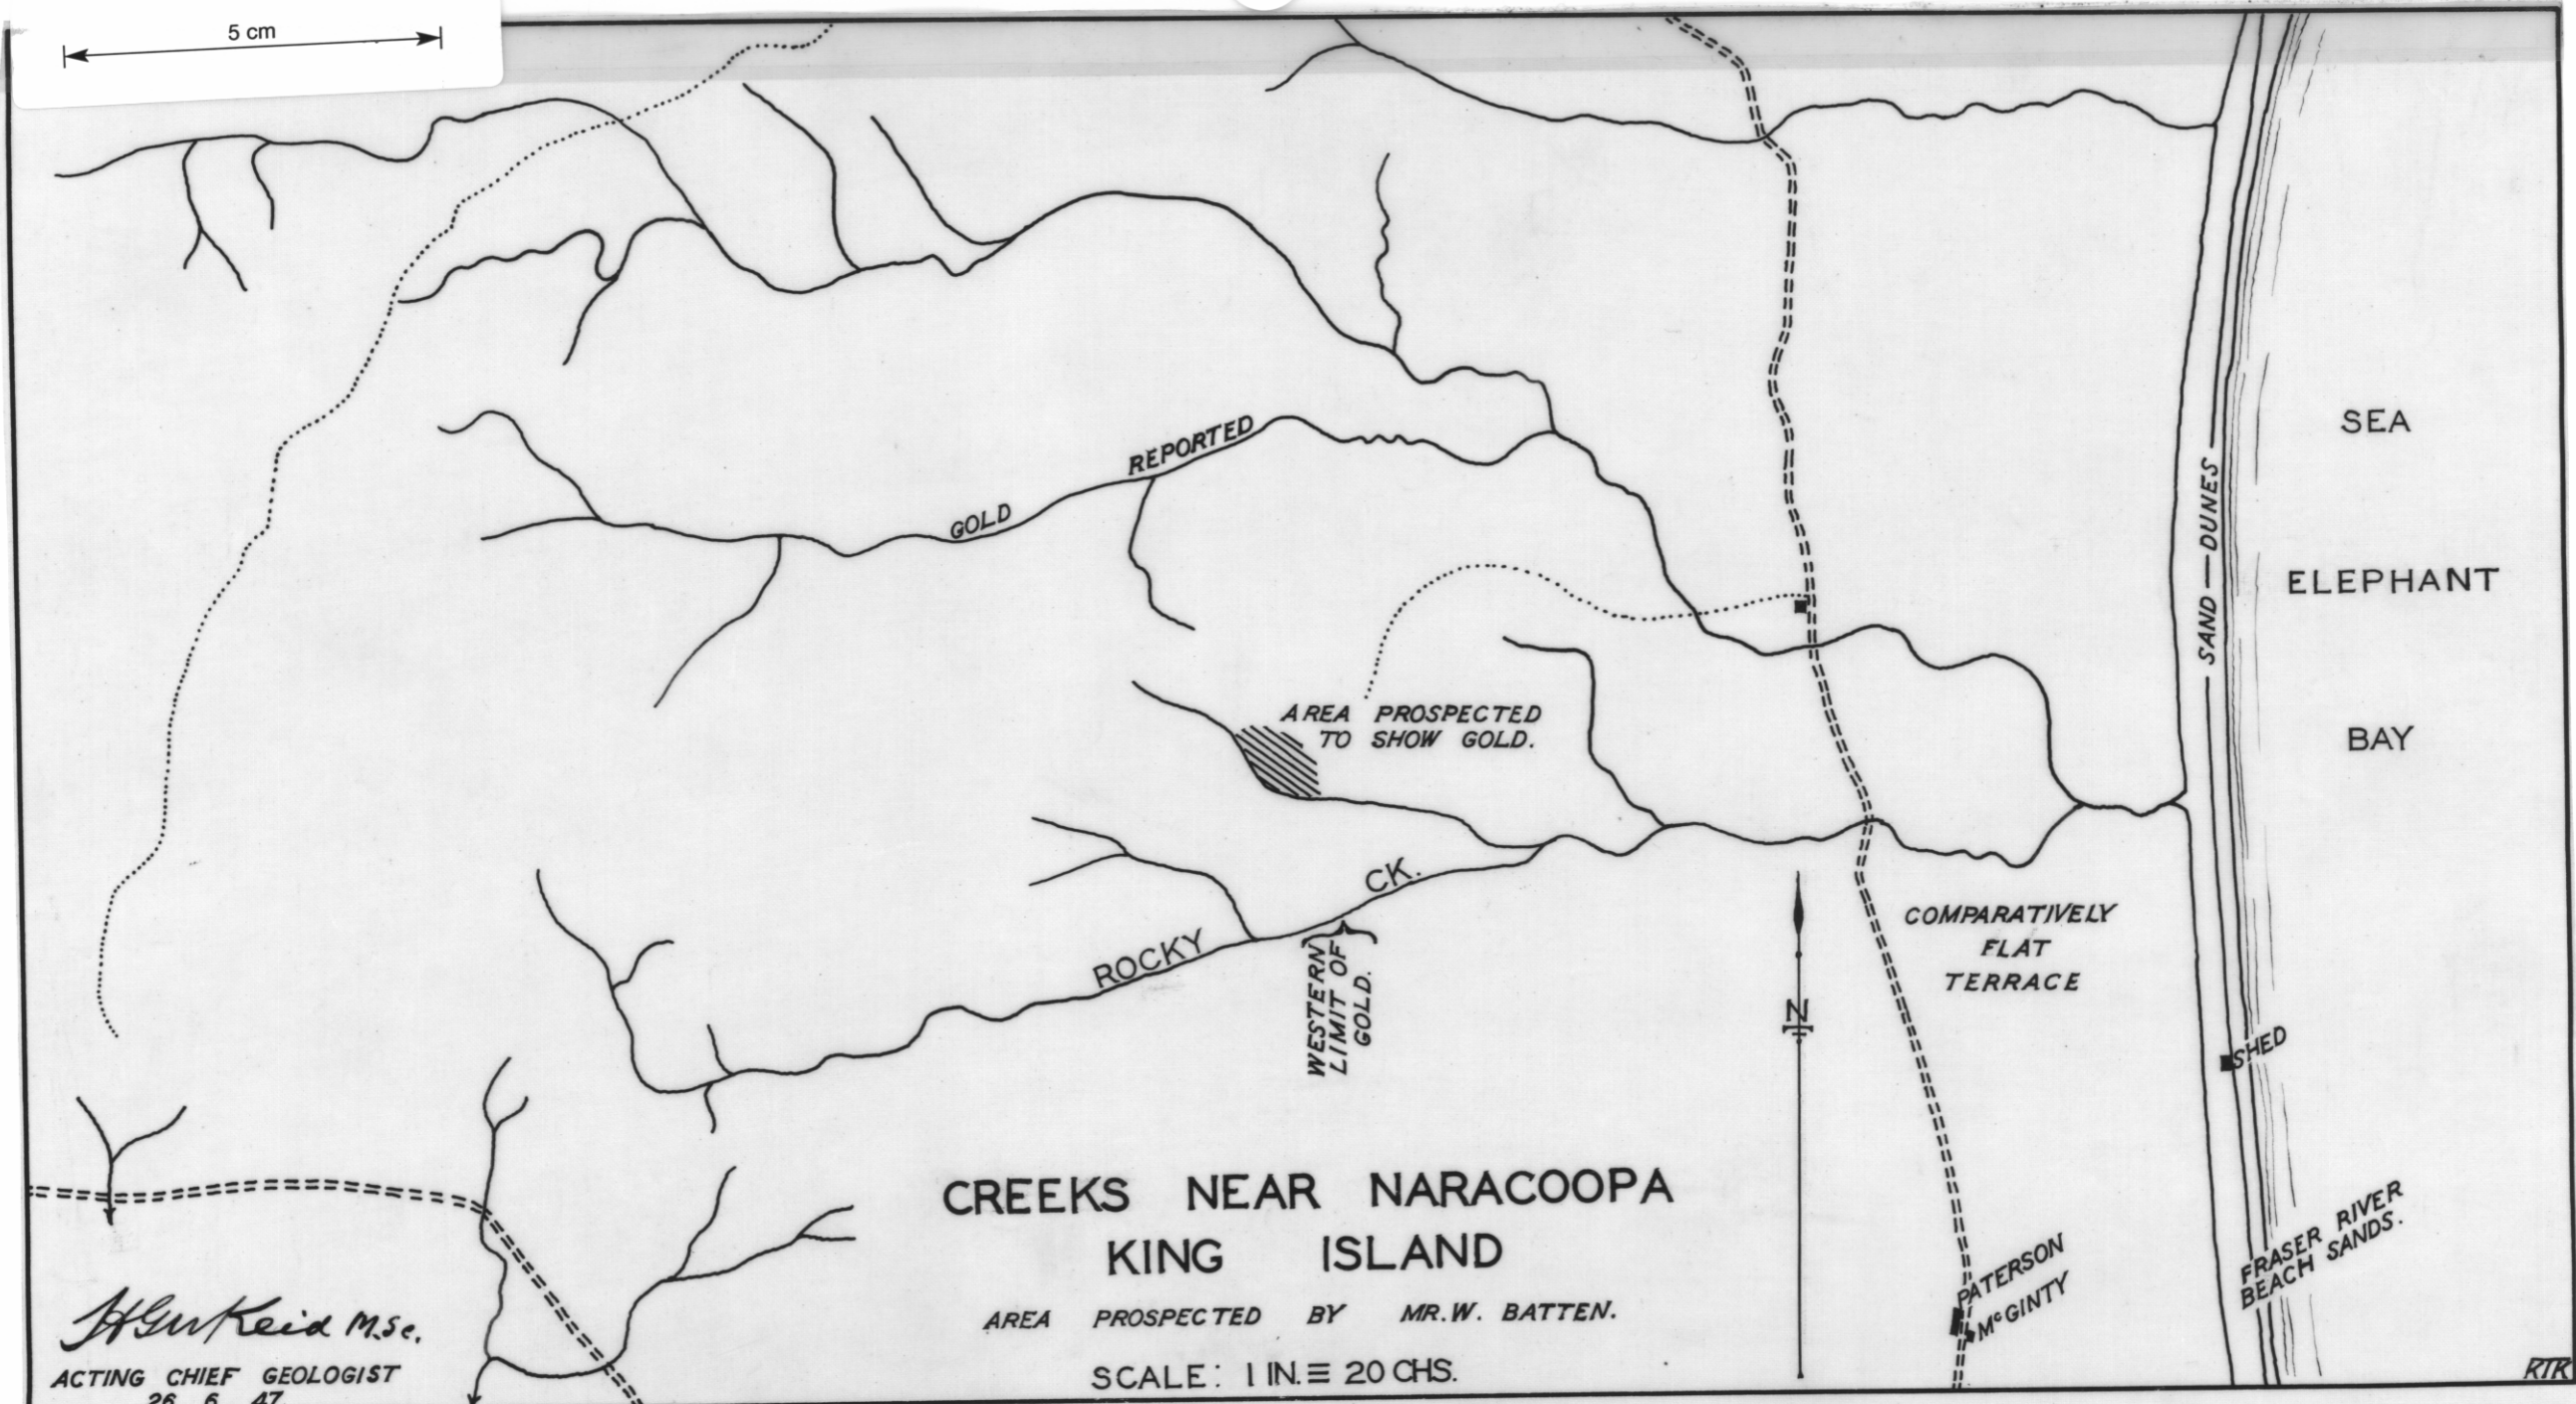 5 cm
REPORTED
GOLD
SEA
ELEPHANT
BAY
SAND DUNES
AREA PROSPECTED
TO SHOW GOLD.
ROCKY CK.
WESTERN
LIMIT OF
GOLD.
COMPARATIVELY
FLAT
TERRACE
N
SHED
CREEKS NEAR NARACOOPA
KING ISLAND
AREA PROSPECTED BY MR. W. BATTEN.
SCALE: 1 IN. ≡ 20 CHS.
PATERSON
McGINTY
FRASER RIVER
BEACH SANDS.
Keid M.Sc.
ACTING CHIEF GEOLOGIST
26 6 47
RTK